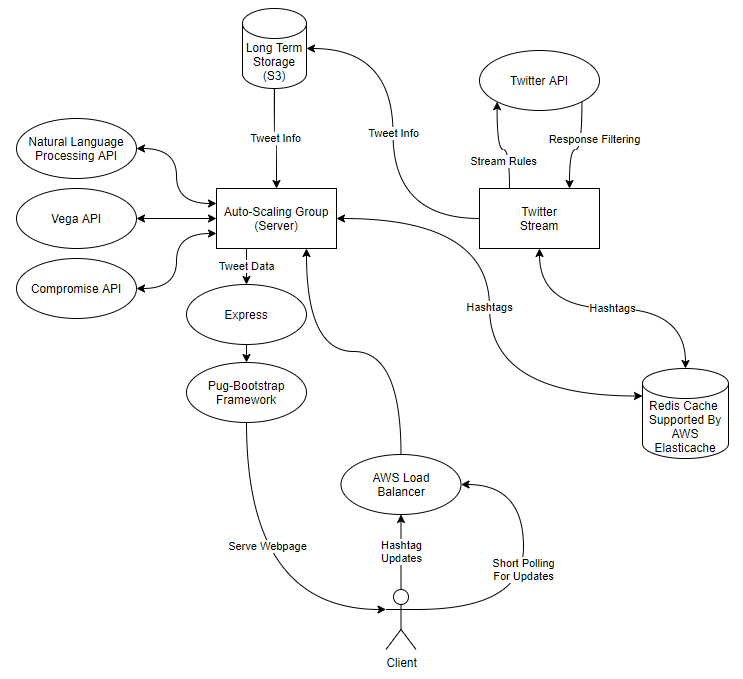 Long Term
Storage
(S3)
Twitter API
Tweet Info
Tweet Info
Response Filtering
Stream Rules
Natural Language
Processing API
Vega API
Compromise API
Auto-Scaling Group
(Server)
Twitter
Stream
Tweet Data
Express
Hashtags
Hashtags
Pug-Bootstrap
Framework
Redis Cache
Supported By
AWS
Elasticache
AWS Load
Balancer
Serve Webpage
Hashtag
Updates
Short Polling
For Updates
Client